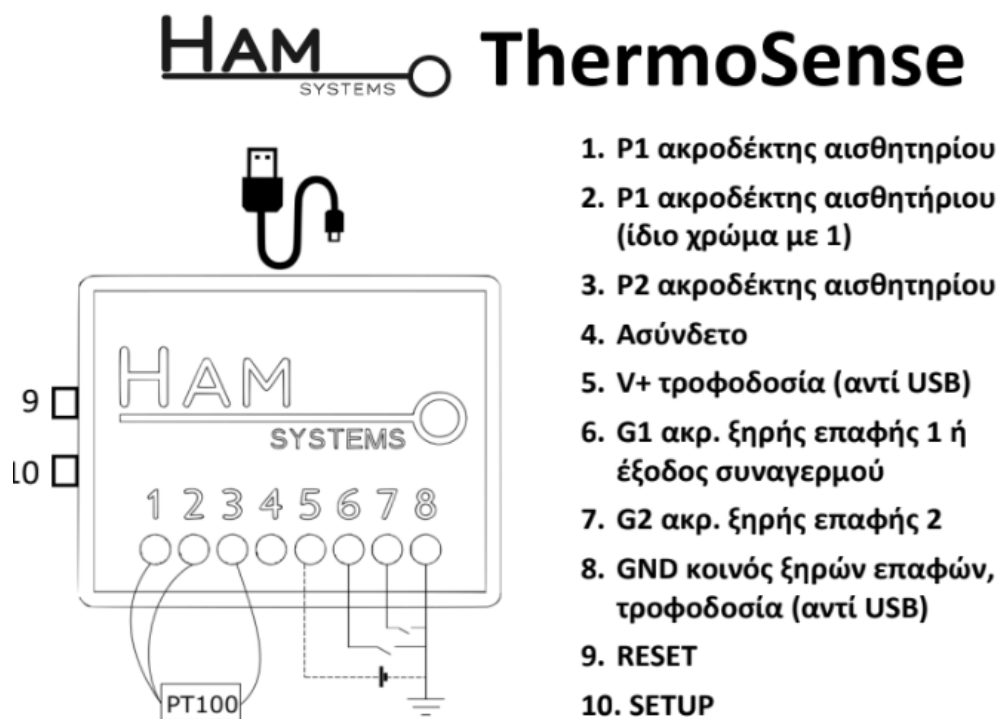 HAM
SYSTEMS
ThermoSense
1. P1 ακροδέκτης αισθητηρίου
2. P1 ακροδέκτης αισθητήριου
(ίδιο χρώμα με 1)
3. P2 ακροδέκτης αισθητηρίου
4. Ασύνδετο
5. V+ τροφοδοσία (αντί USB)
6. G1 ακρ. ξηρής επαφής 1 ή
έξοδος συναγερμού
7. G2 ακρ. ξηρής επαφής 2
8. GND κοινός ξηρών επαφών,
τροφοδοσία (αντί USB)
9. RESET
10. SETUP
9
10
HAM
SYSTEMS
1 2 3 4 5 6 7 8
PT100